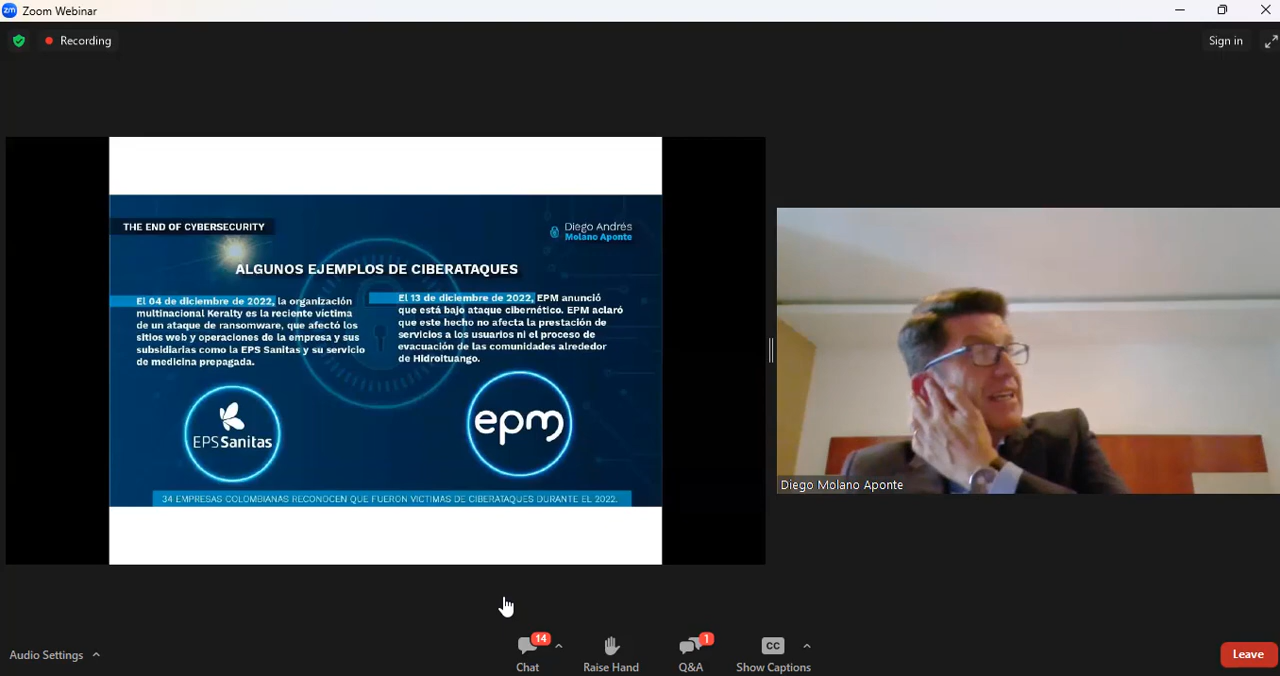 Zoom Webinar
Recording
Sign in
THE END OF CYBERSECURITY
Diego Andrés
Molano Aponte
ALGUNOS EJEMPLOS DE CIBERATAQUES
El 04 de diciembre de 2022, la organización
multinacional Keralty es la reciente víctima
de un ataque de ransomware, que afectó los
sitios web y operaciones de la empresa y sus
subsidiarias como la EPS Sanitas y su servicio
de medicina prepagada.
El 13 de diciembre de 2022, EPM anunció
que está bajo ataque cibernético. EPM aclaró
que este hecho no afecta la prestación de
servicios a los usuarios ni el proceso de
evacuación de las comunidades alrededor
de Hidroituango.
EPS Sanitas
epm
34 EMPRESAS COLOMBIANAS RECONOCEN QUE FUERON VICTIMAS DE CIBERATAQUES DURANTE EL 2022.
Diego Molano Aponte
Audio Settings
14
Chat
Raise Hand
1
Q&A
CC
Show Captions
Leave